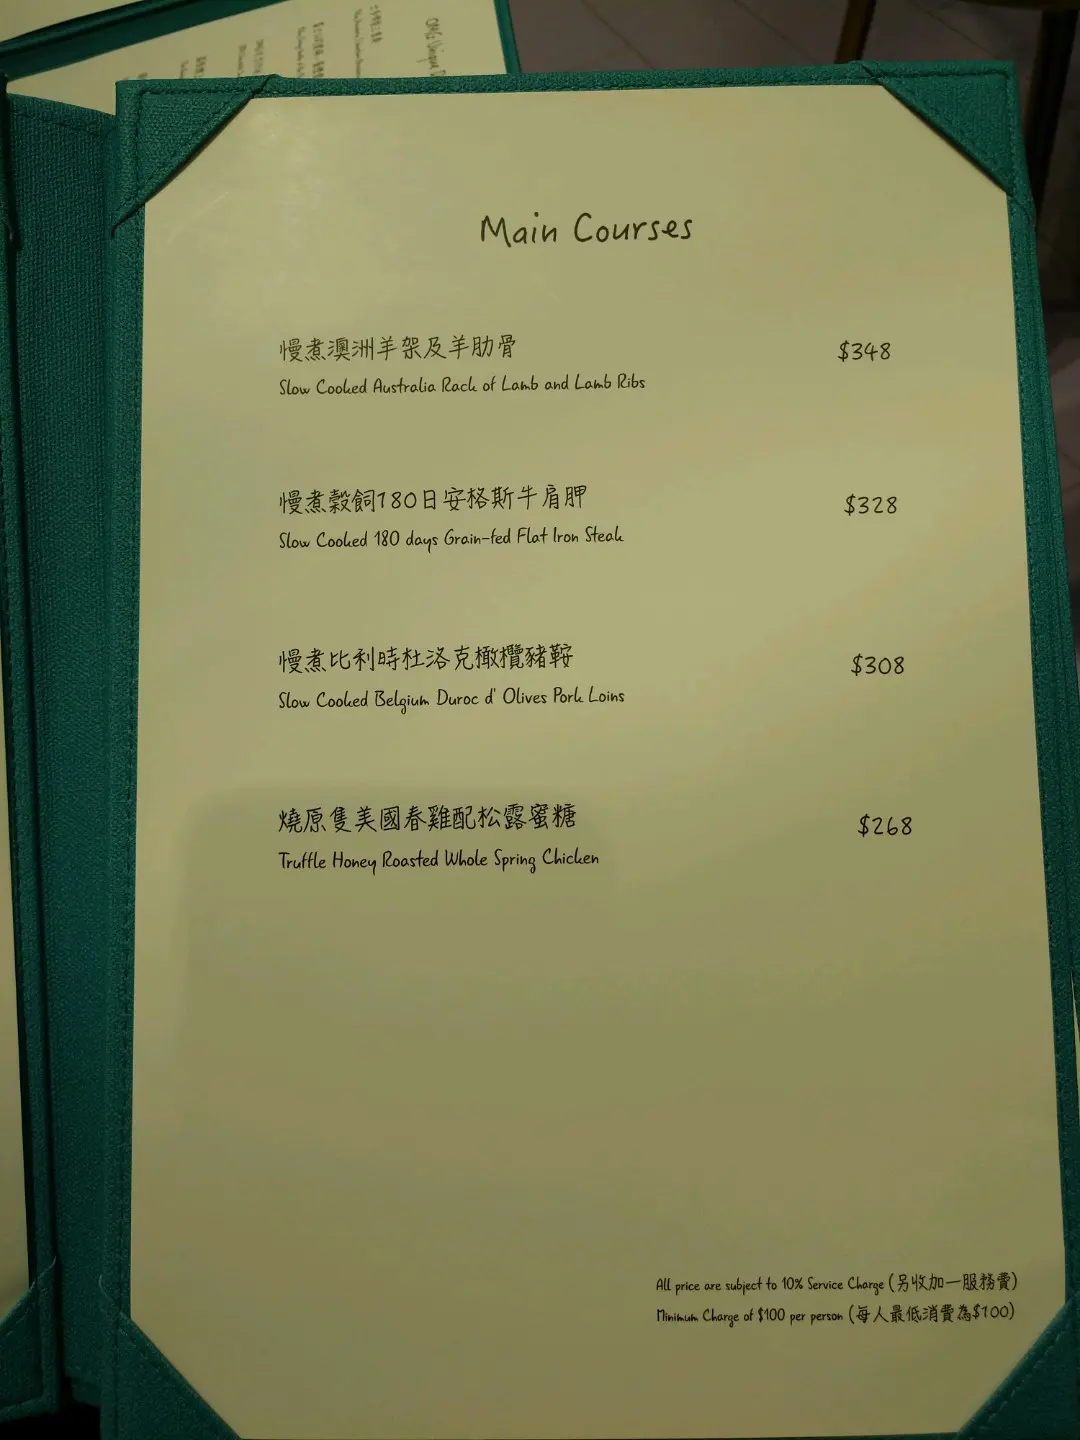 Main Courses
慢煮澳洲羊架及羊肋骨 $348
Slow Cooked Australia Rack of Lamb and Lamb Ribs
慢煮穀飼180日安格斯牛肩胛 $328
Slow Cooked 180 days Grain-fed Flat Iron Steak
慢煮比利時杜洛克橄欖豬鞍 $308
Slow Cooked Belgium Duroc d' Olives Pork Loins
燒原隻美國春雞配松露蜜糖 $268
Truffle Honey Roasted Whole Spring Chicken
All price are subject to 10% Service Charge (另收加一服務費)
Minimum Charge of $100 per person (每人最低消費為$100)